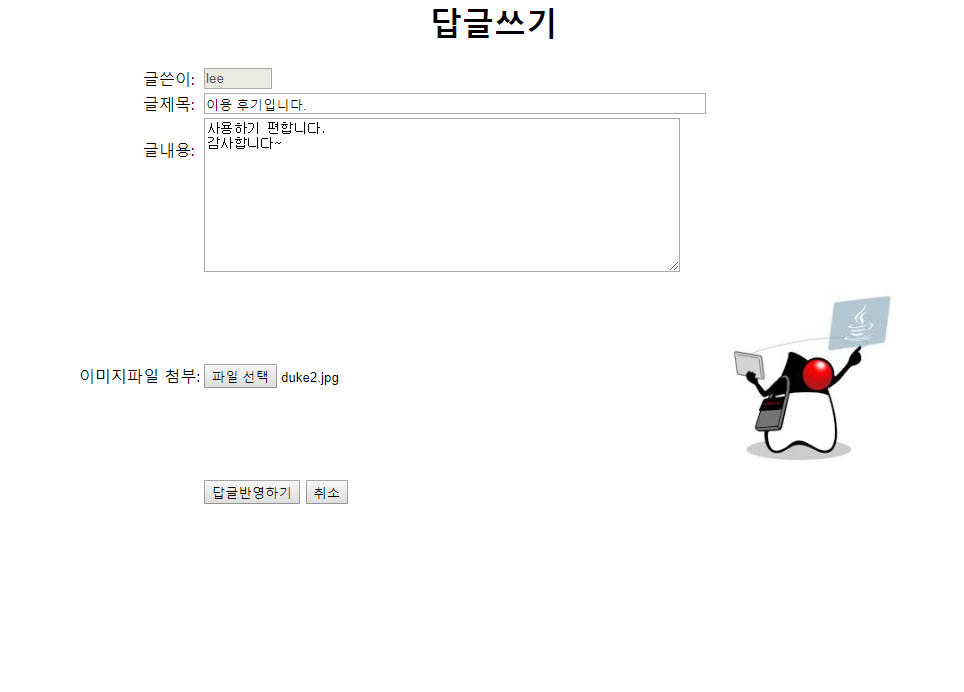 답글쓰기
글쓴이: lee
글제목: 이용 후기입니다.
글내용: 사용하기 편합니다.
감사합니다~
이미지파일 첨부: 파일 선택 duke2.jpg
답글반영하기 취소